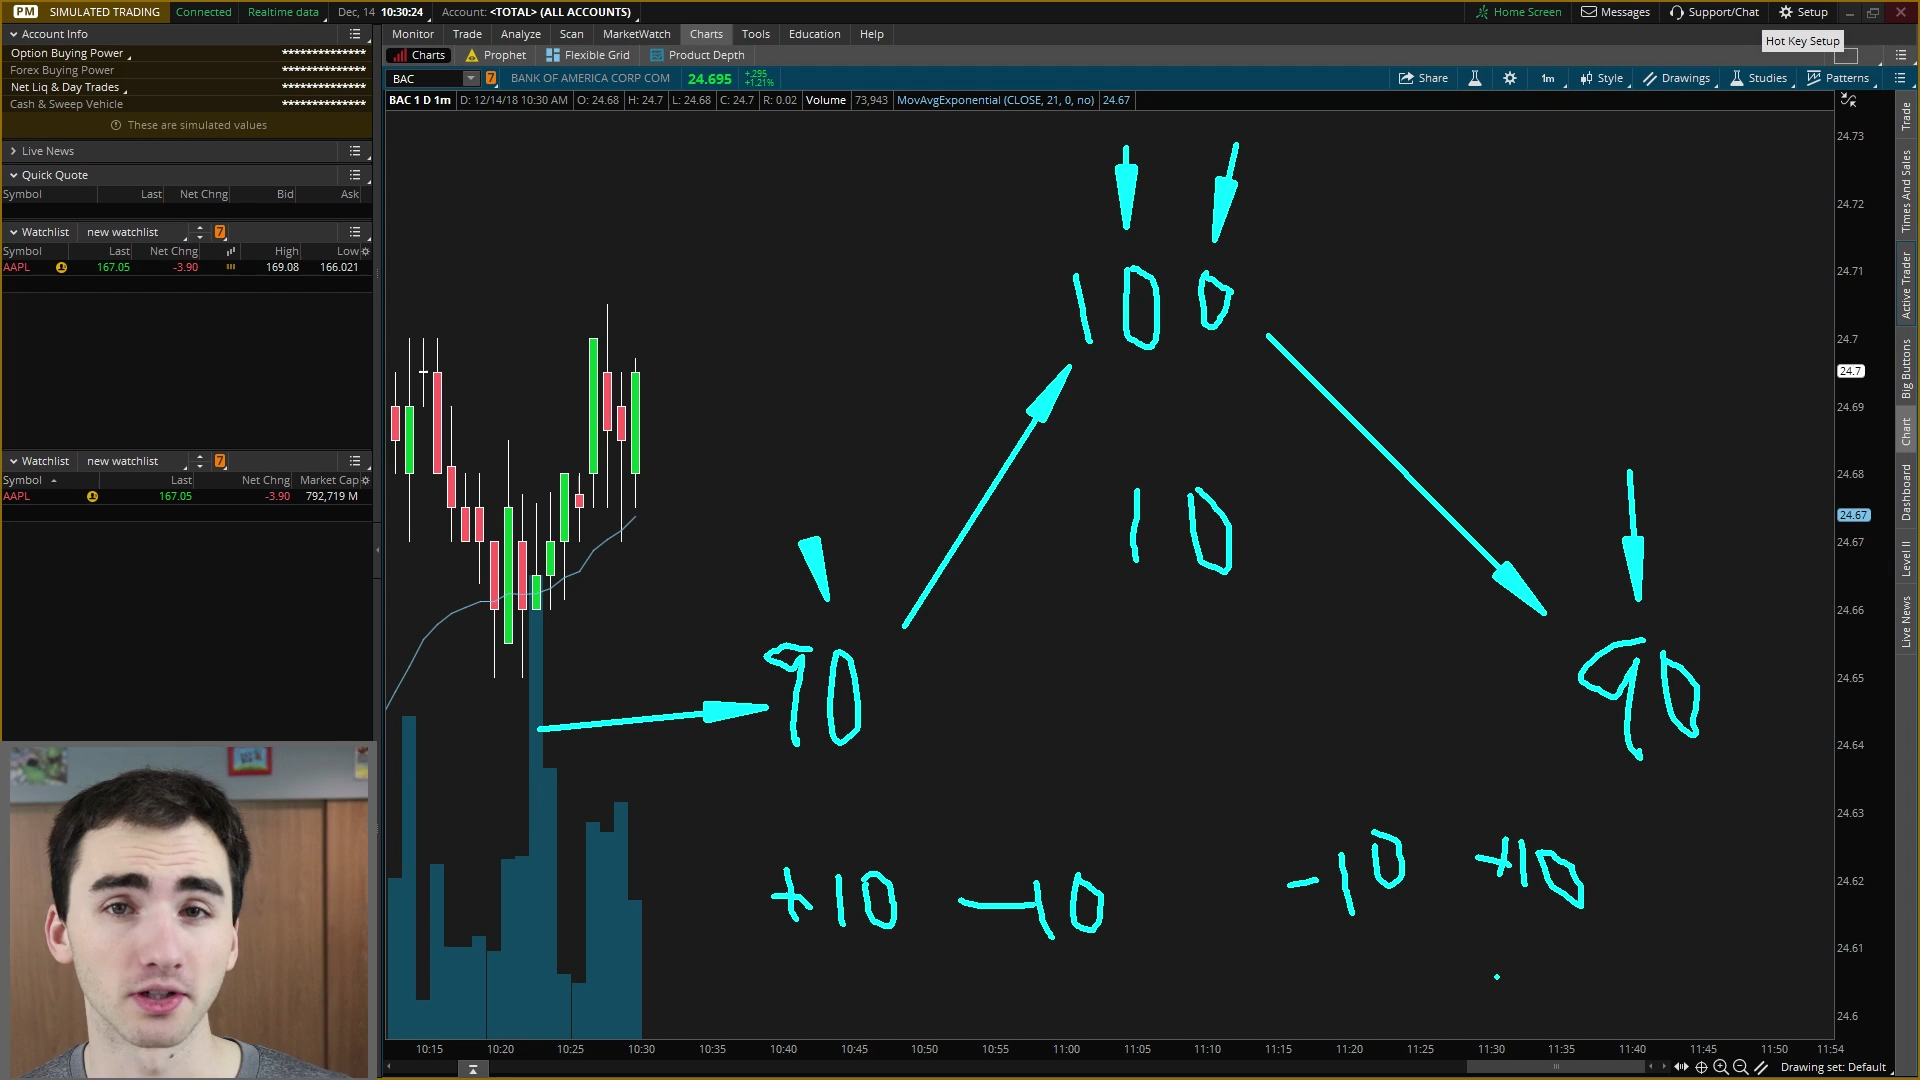 PM SIMULATED TRADING Connected Realtime data Dec, 14 10:30:24 Account: <TOTAL> (ALL ACCOUNTS) Home Screen Messages Support/Chat Setup
Account Info
Option Buying Power **************
Forex Buying Power **************
Net Liq & Day Trades **************
Cash & Sweep Vehicle **************
These are simulated values
Live News
Quick Quote
Symbol Last Net Chng Bid Ask
Watchlist new watchlist 7
Symbol Last Net Chng High Low
AAPL 167.05 -3.90 169.08 166.021
Watchlist new watchlist 7
Symbol Last Net Chng Market Cap
AAPL 167.05 -3.90 792,719 M
Monitor Trade Analyze Scan MarketWatch Charts Tools Education Help
Hot Key Setup
Charts Prophet Flexible Grid Product Depth
BAC 7 BANK OF AMERICA CORP COM 24.695 +.295 +1.21% Share 1m Style Drawings Studies Patterns
BAC 1 D 1m D: 12/14/18 10:30 AM O: 24.68 H: 24.7 L: 24.68 C: 24.7 R: 0.02 Volume 73,943 MovAvgExponential (CLOSE, 21, 0, no) 24.67
100
10
90
90
+10 -10
-10 +10
24.73
24.72
24.71
24.7
24.7
24.69
24.68
24.67
24.67
24.66
24.65
24.64
24.63
24.62
24.61
24.6
10:15 10:20 10:25 10:30 10:35 10:40 10:45 10:50 10:55 11:00 11:05 11:10 11:15 11:20 11:25 11:30 11:35 11:40 11:45 11:50 11:54
Drawing set: Default
Trade
Times And Sales
Active Trader
Big Buttons
Chart
Dashboard
Level II
Live News